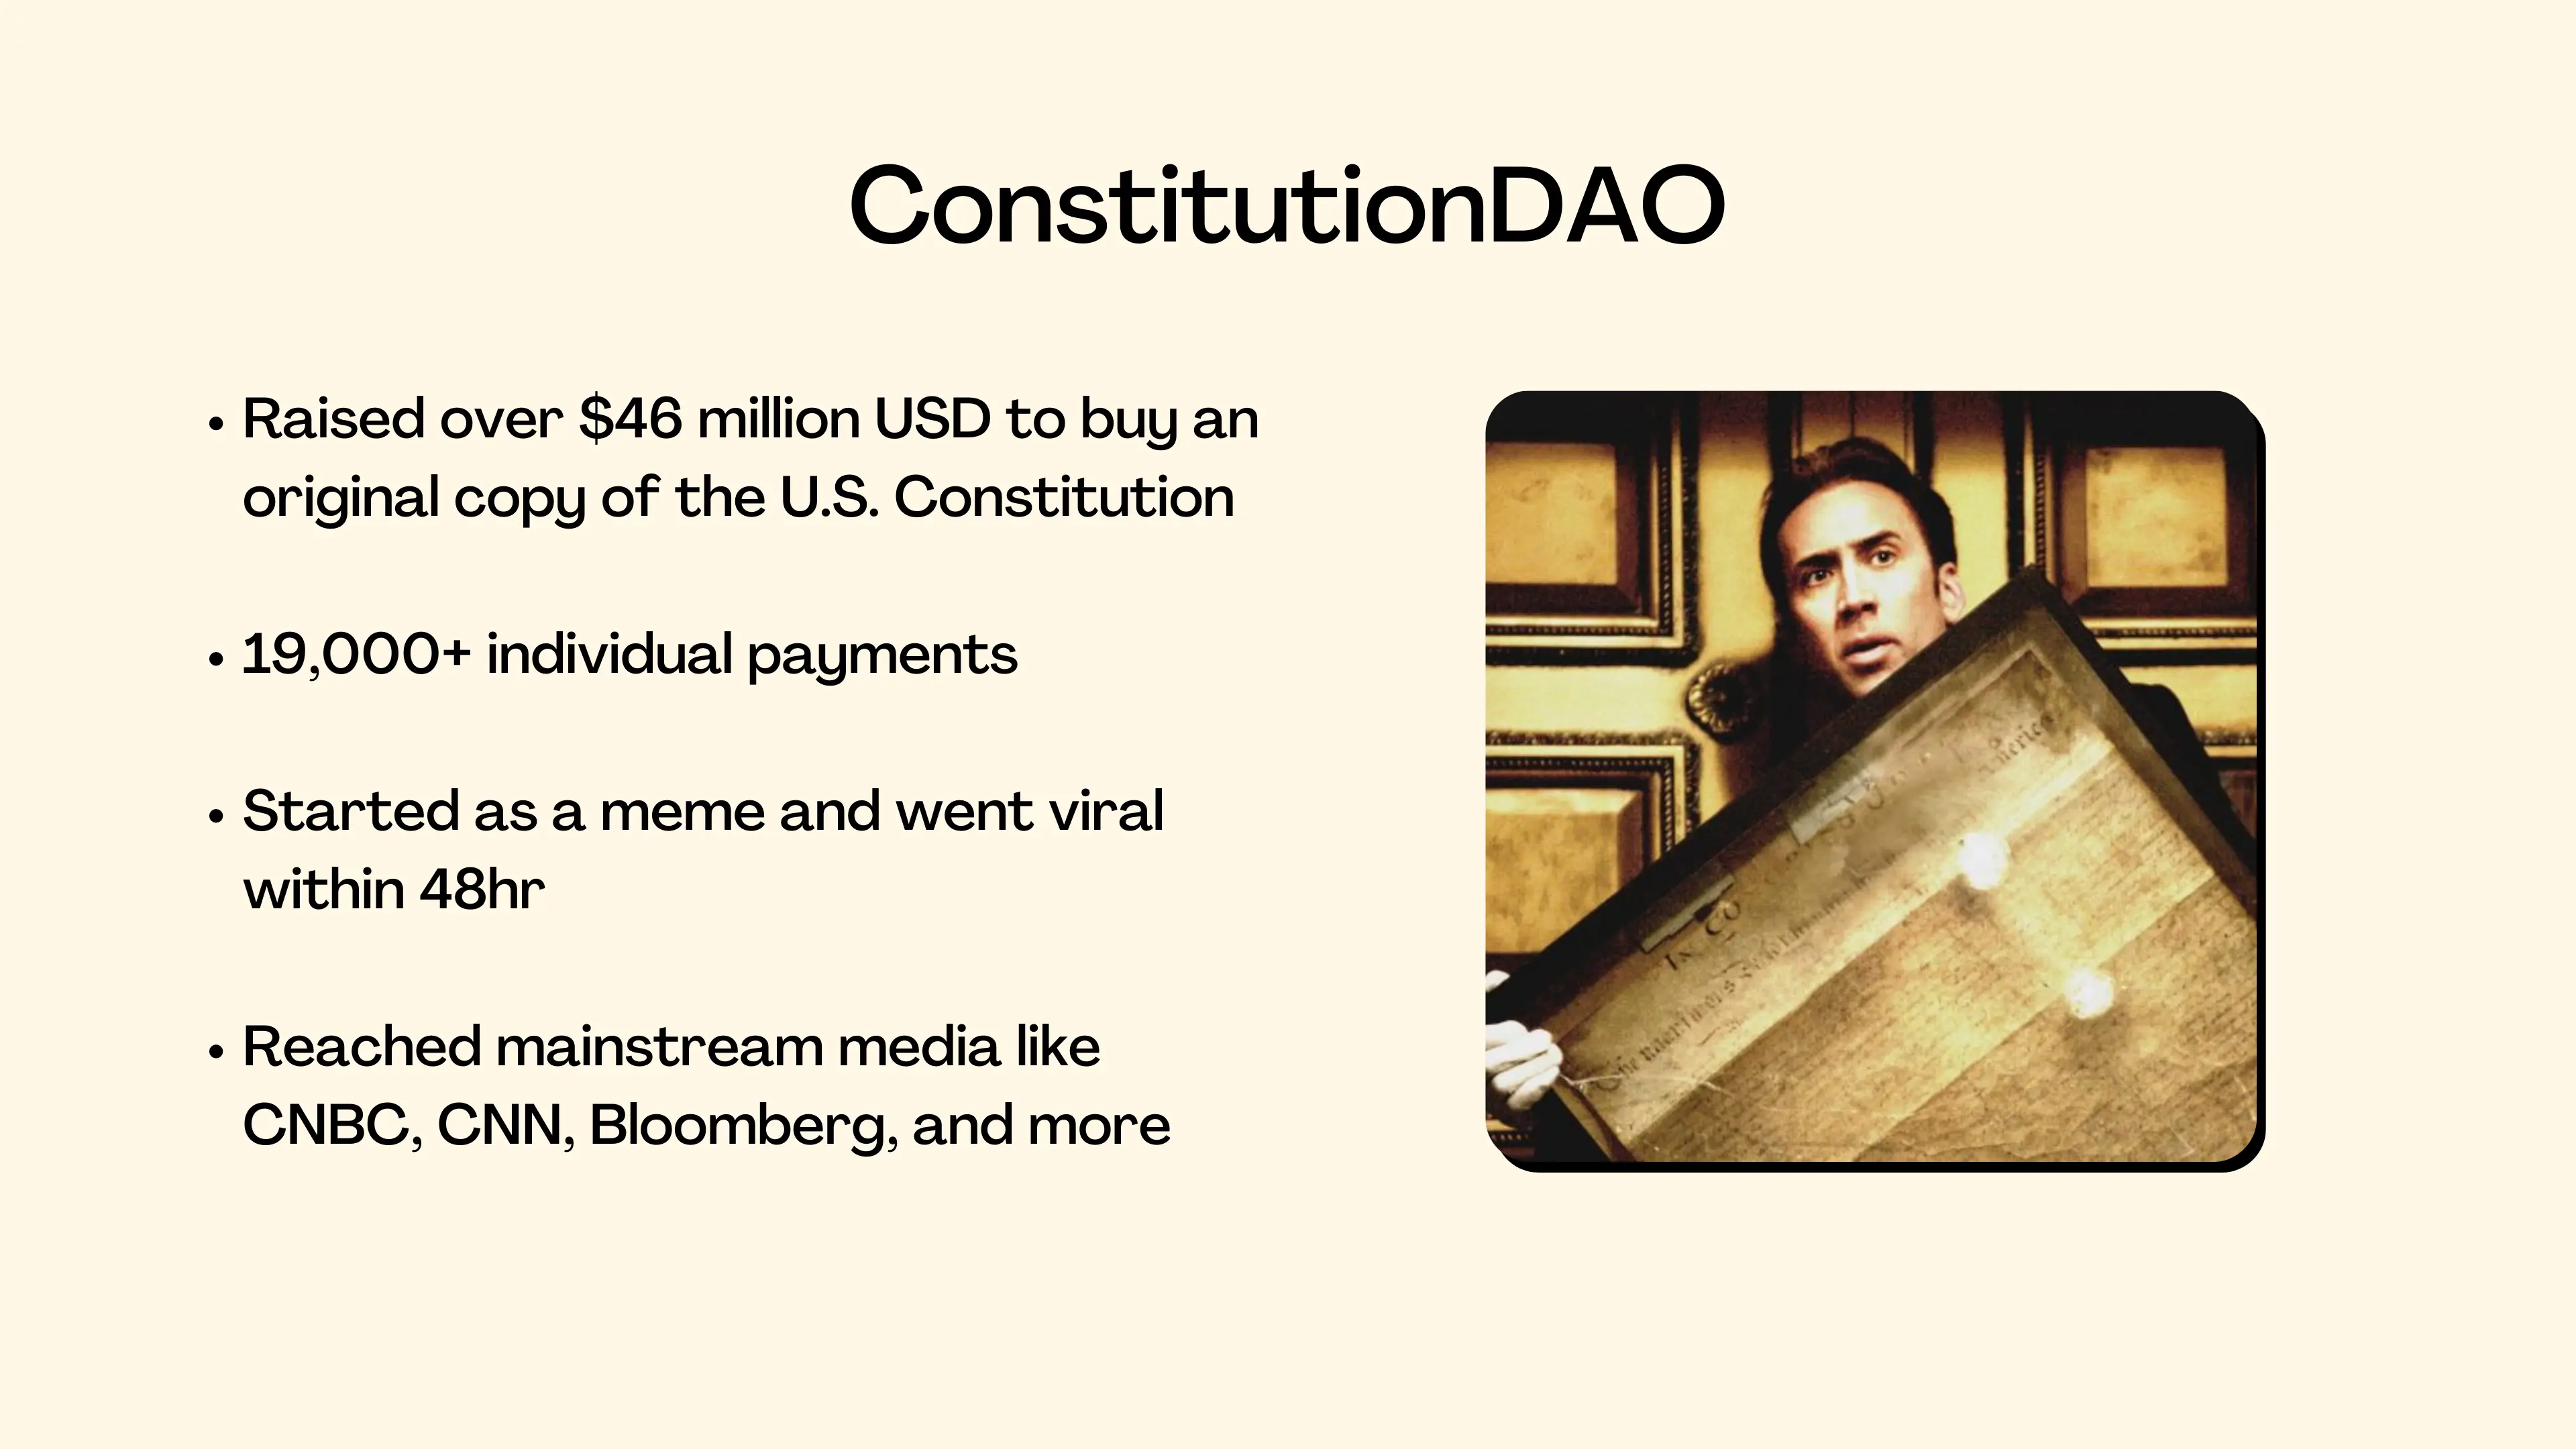 ConstitutionDAO
• Raised over $46 million USD to buy an
original copy of the U.S. Constitution
• 19,000+ individual payments
• Started as a meme and went viral
within 48hr
• Reached mainstream media like
CNBC, CNN, Bloomberg, and more